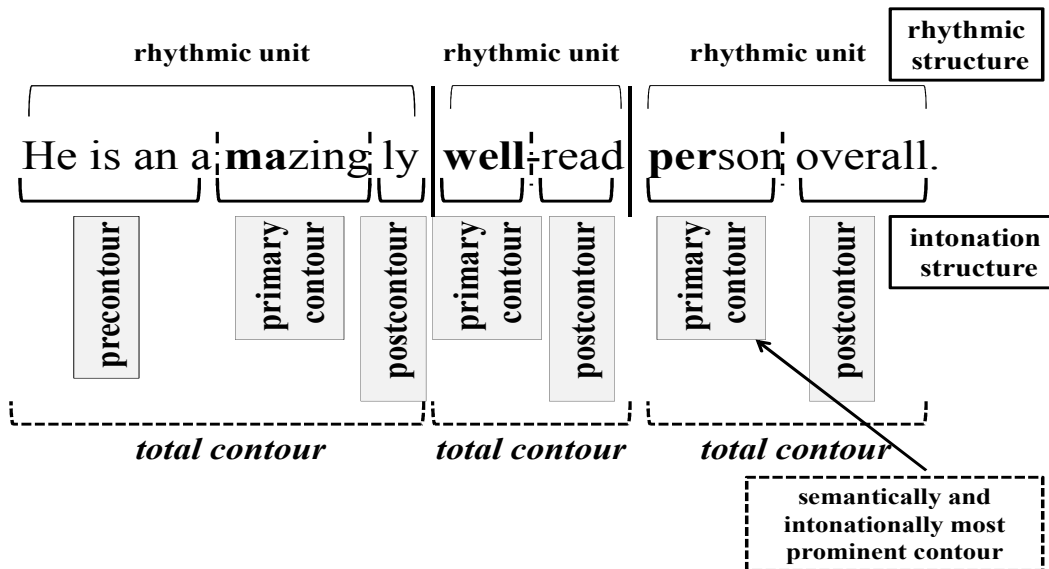 rhythmic
structure
rhythmic unit rhythmic unit rhythmic unit
He is an a mazing ly well-read person overall.
intonation
structure
precontour
primary
contour
postcontour
primary
contour
postcontour
primary
contour
postcontour
total contour total contour total contour
semantically and
intonationally most
prominent contour